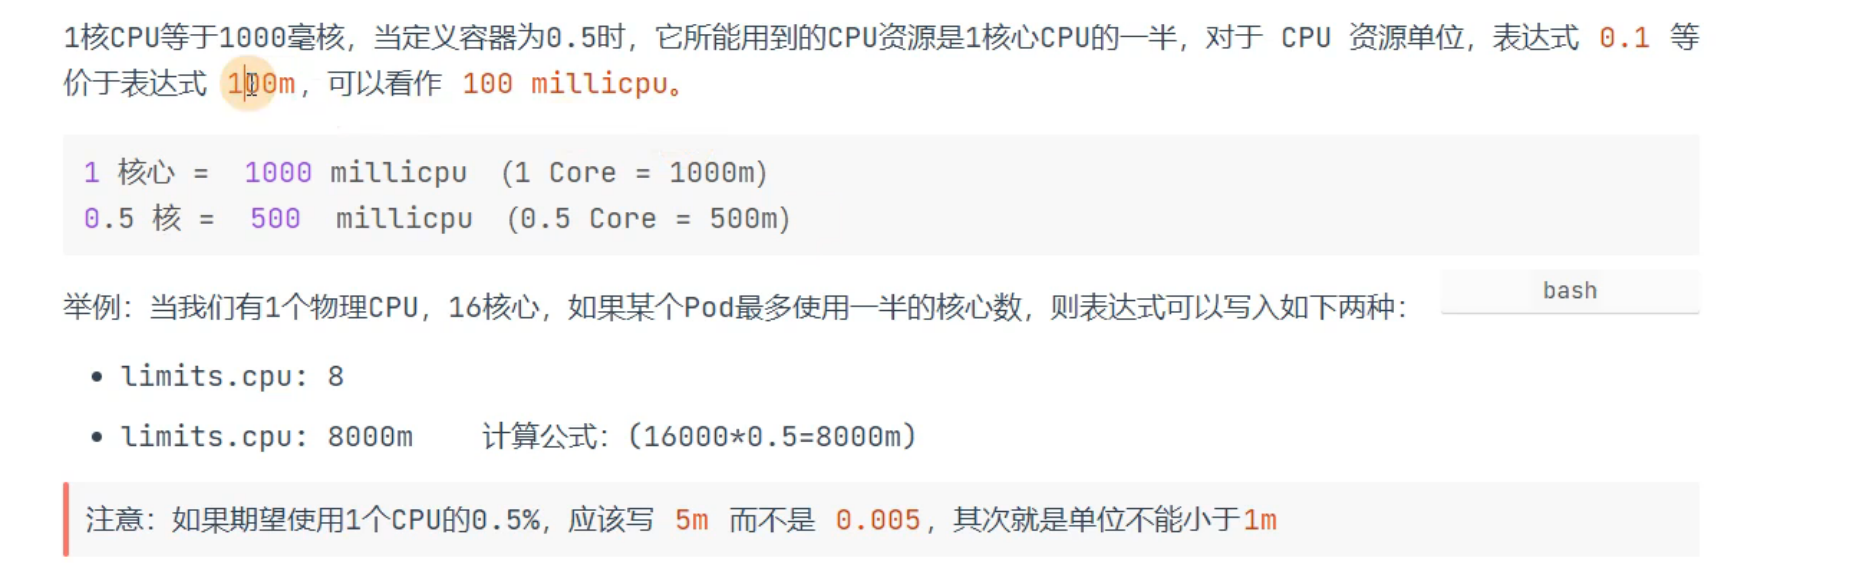 1核CPU等于1000毫核，当定义容器为0.5时，它所能用到的CPU资源是1核心CPU的一半，对于 CPU 资源单位，表达式 0.1 等
价于表达式 100m，可以看作 100 millicpu。
1 核心 = 1000 millicpu （1 Core = 1000m）
0.5 核 = 500 millicpu （0.5 Core = 500m）
举例：当我们有1个物理CPU，16核心，如果某个Pod最多使用一半的核心数，则表达式可以写入如下两种：
bash
• limits.cpu: 8
• limits.cpu: 8000m 计算公式：(16000*0.5=8000m)
注意：如果期望使用1个CPU的0.5%，应该写 5m 而不是 0.005，其次就是单位不能小于1m